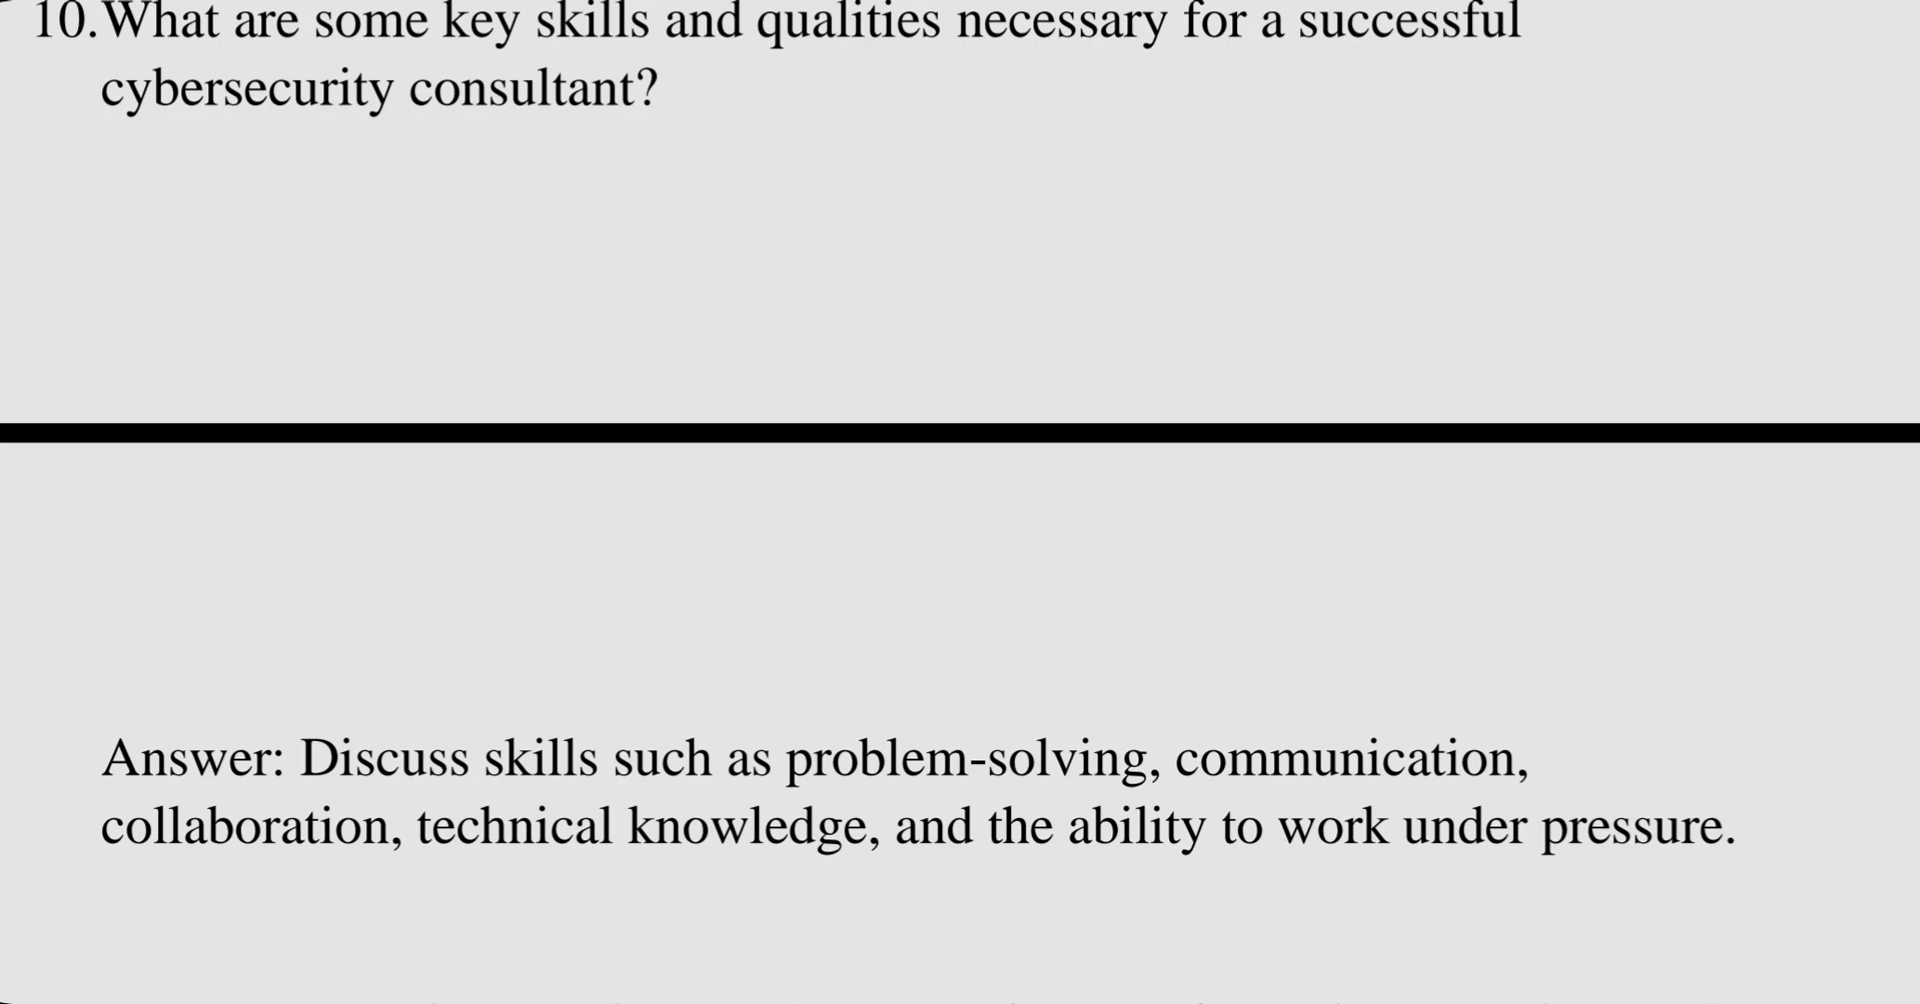 10. What are some key skills and qualities necessary for a successful
cybersecurity consultant?
Answer: Discuss skills such as problem-solving, communication,
collaboration, technical knowledge, and the ability to work under pressure.